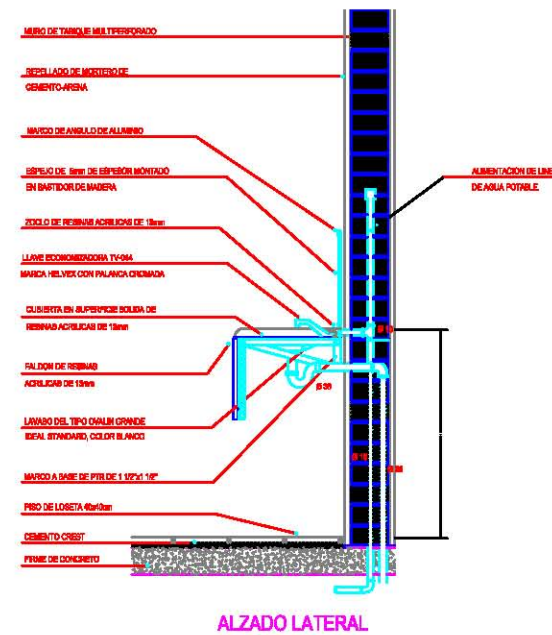 MURO DE TABIQUE MULTIPERFORADO
REPELLADO DE MORTERO DE
CEMENTO-ARENA
MARCO DE ANGULO DE ALUMINIO
ESPEJO DE 6mm DE ESPESOR MONTADO
EN BASTIDOR DE MADERA
ZOCLO DE RESINAS ACRILICAS DE 13mm
LLAVE ECONOMIZADORA TV-044
MARCA HELVEX CON PALANCA CROMADA
CUBIERTA EN SUPERFICIE SOLIDA DE
RESINAS ACRILICAS DE 13mm
FALDON DE RESINAS
ACRILICAS DE 13mm
LAVABO DEL TIPO OVALIN GRANDE
IDEAL STANDARD, COLOR BLANCO
MARCO A BASE DE PTR DE 1 1/2"x1 1/2"
PISO DE LOSETA 40x40cm
CEMENTO CREST
FIRME DE CONCRETO
ALIMENTACIÓN DE LINEA
DE AGUA POTABLE.
Ø 38
ALZADO LATERAL